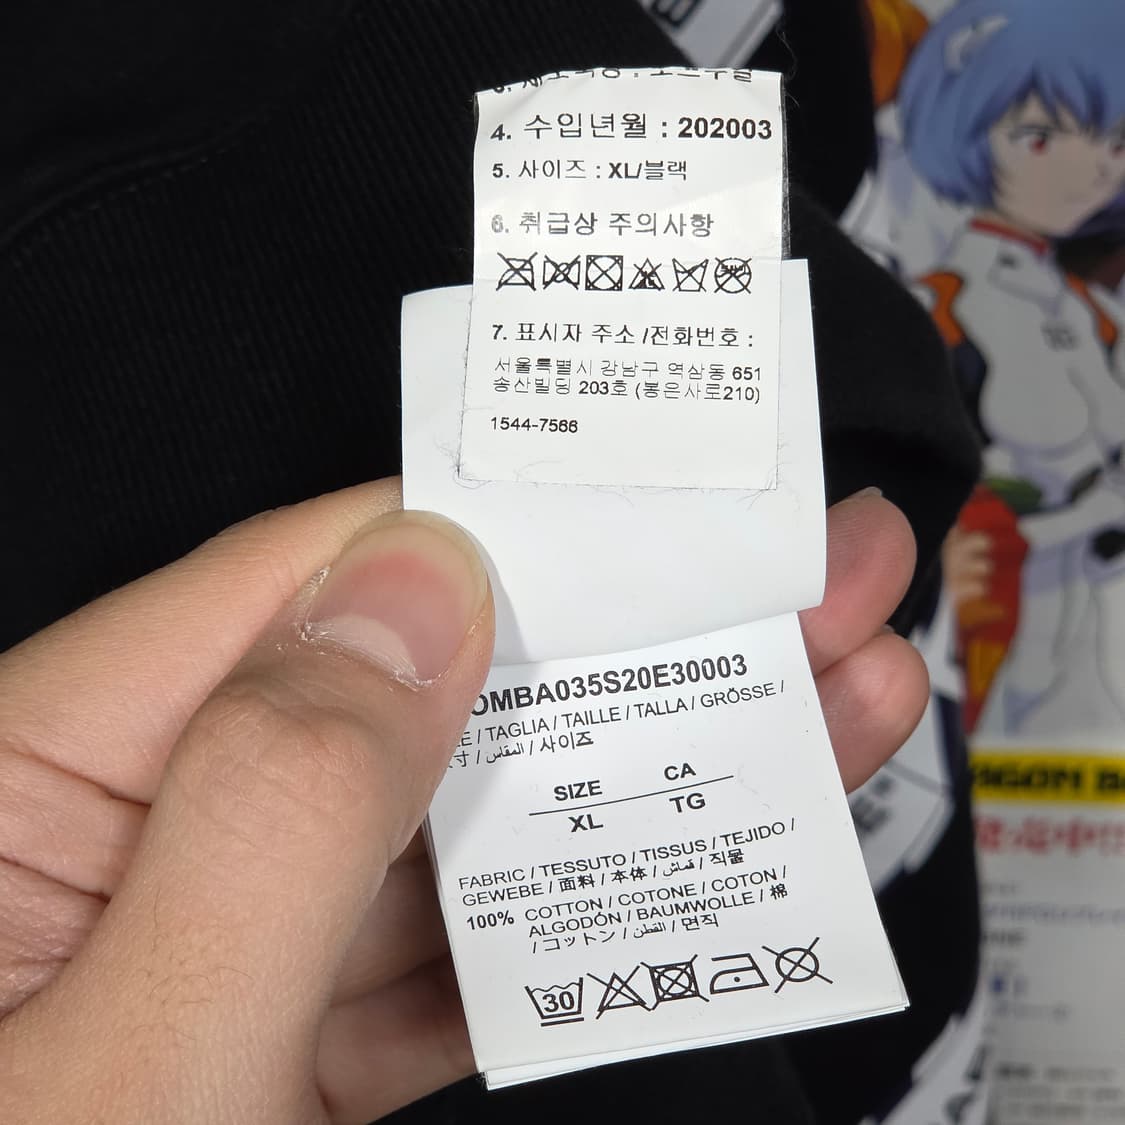 4. 수입년월 : 202003
5. 사이즈 : XL/블랙
6. 취급상 주의사항
7. 표시자 주소 /전화번호 :
서울특별시 강남구 역삼동 651
송산빌딩 203호 (봉은사로210)
1544-7566
OMBA035S20E30003
/ TAGLIA / TAILLE / TALLA / GRÖSSE /
寸 / المقاس / 사이즈
SIZE CA
XL TG
FABRIC / TESSUTO / TISSUS / TEJIDO /
GEWEBE / 面料 / 本体 / قماش / 직물
100% COTTON / COTONE / COTON /
ALGODÓN / BAUMWOLLE / 棉
/ コットン / القطن / 면직
30